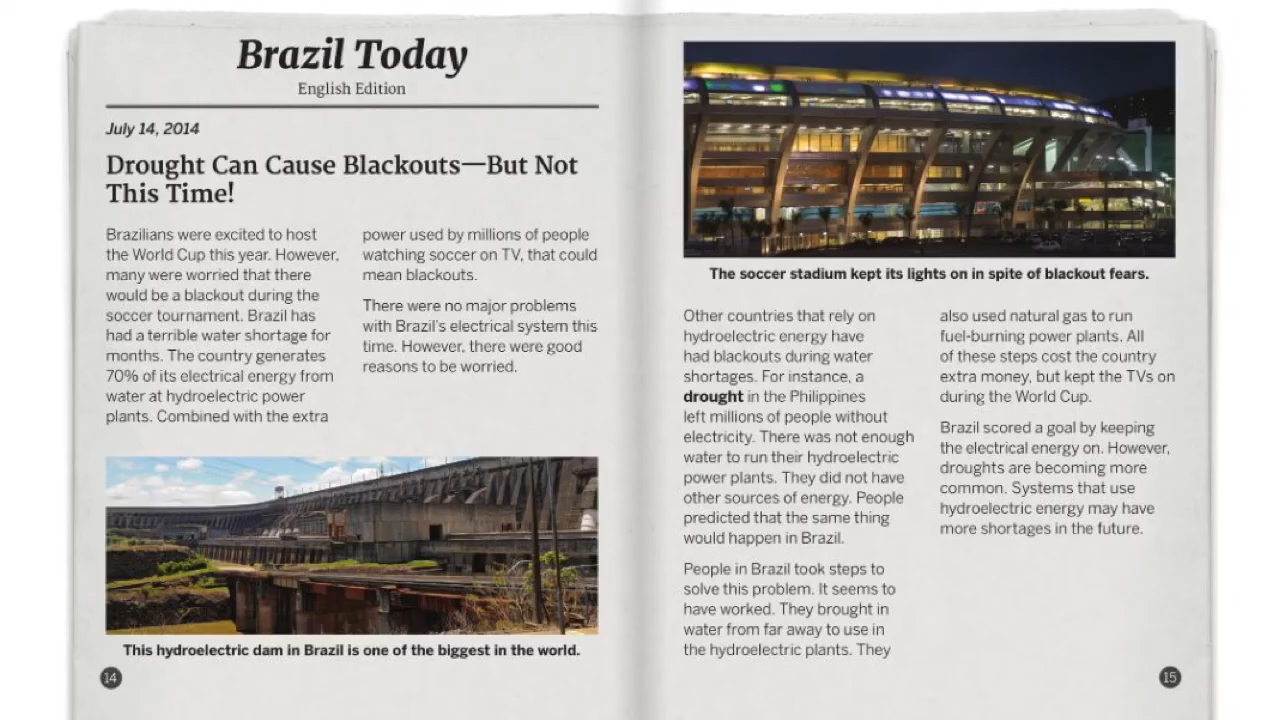 Brazil Today
English Edition
July 14, 2014
Drought Can Cause Blackouts—But Not
This Time!
Brazilians were excited to host
the World Cup this year. However,
many were worried that there
would be a blackout during the
soccer tournament. Brazil has
had a terrible water shortage for
months. The country generates
70% of its electrical energy from
water at hydroelectric power
plants. Combined with the extra
power used by millions of people
watching soccer on TV, that could
mean blackouts.
There were no major problems
with Brazil's electrical system this
time. However, there were good
reasons to be worried.
This hydroelectric dam in Brazil is one of the biggest in the world.
14
The soccer stadium kept its lights on in spite of blackout fears.
Other countries that rely on
hydroelectric energy have
had blackouts during water
shortages. For instance, a
drought in the Philippines
left millions of people without
electricity. There was not enough
water to run their hydroelectric
power plants. They did not have
other sources of energy. People
predicted that the same thing
would happen in Brazil.
People in Brazil took steps to
solve this problem. It seems to
have worked. They brought in
water from far away to use in
the hydroelectric plants. They
also used natural gas to run
fuel-burning power plants. All
of these steps cost the country
extra money, but kept the TVs on
during the World Cup.
Brazil scored a goal by keeping
the electrical energy on. However,
droughts are becoming more
common. Systems that use
hydroelectric energy may have
more shortages in the future.
15